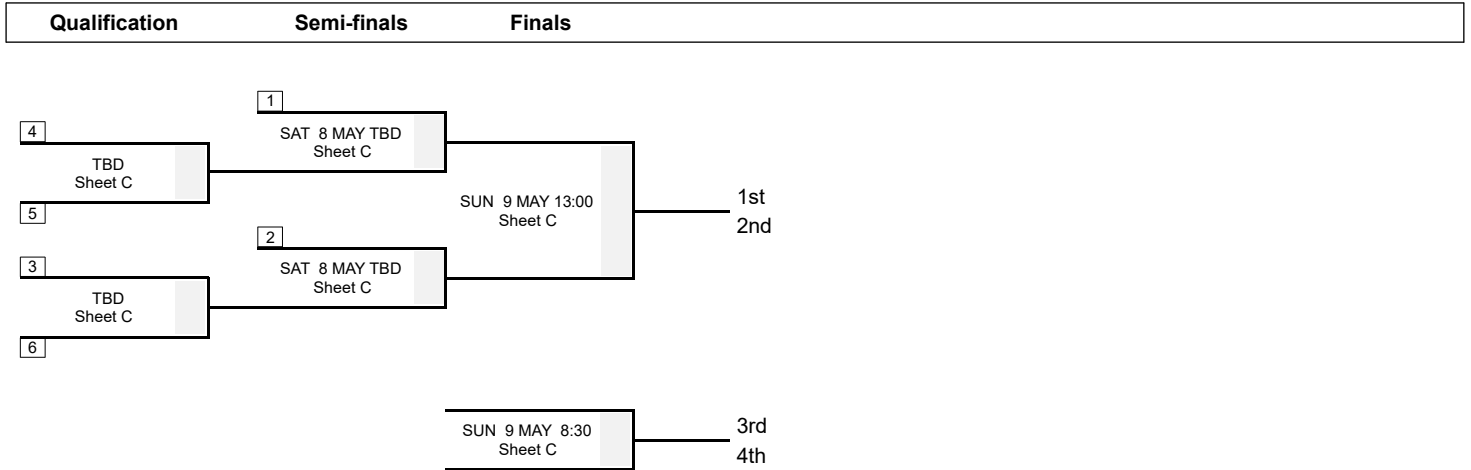 Qualification Semi-finals Finals
1
4
SAT 8 MAY TBD
Sheet C
TBD
Sheet C
5
SUN 9 MAY 13:00
Sheet C
1st
2nd
2
3
SAT 8 MAY TBD
Sheet C
TBD
Sheet C
6
SUN 9 MAY 8:30
Sheet C
3rd
4th